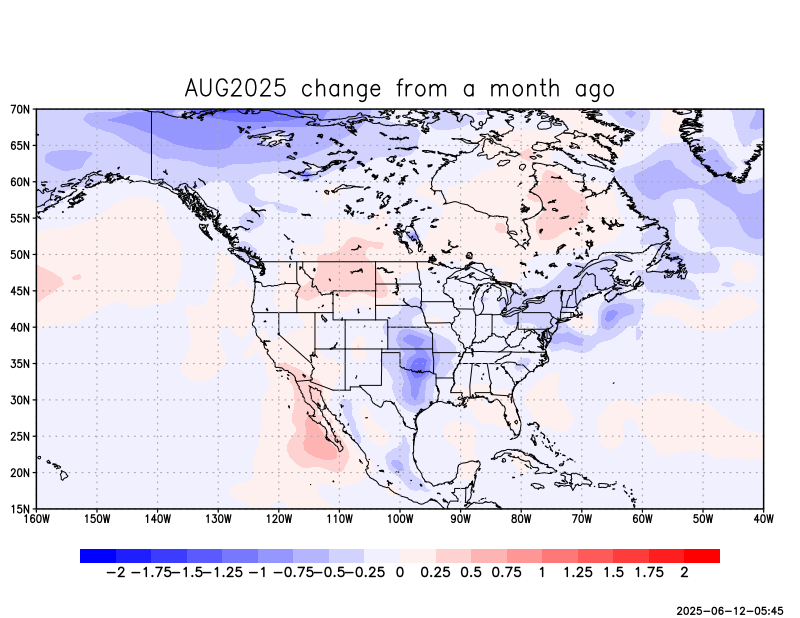 AUG2025 change from a month ago
70N
65N
60N
55N
50N
45N
40N
35N
30N
25N
20N
15N
160W 150W 140W 130W 120W 110W 100W 90W 80W 70W 60W 50W 40W
−2 −1.75 −1.5 −1.25 −1 −0.75 −0.5 −0.25 0 0.25 0.5 0.75 1 1.25 1.5 1.75 2
2025−06−12−05:45